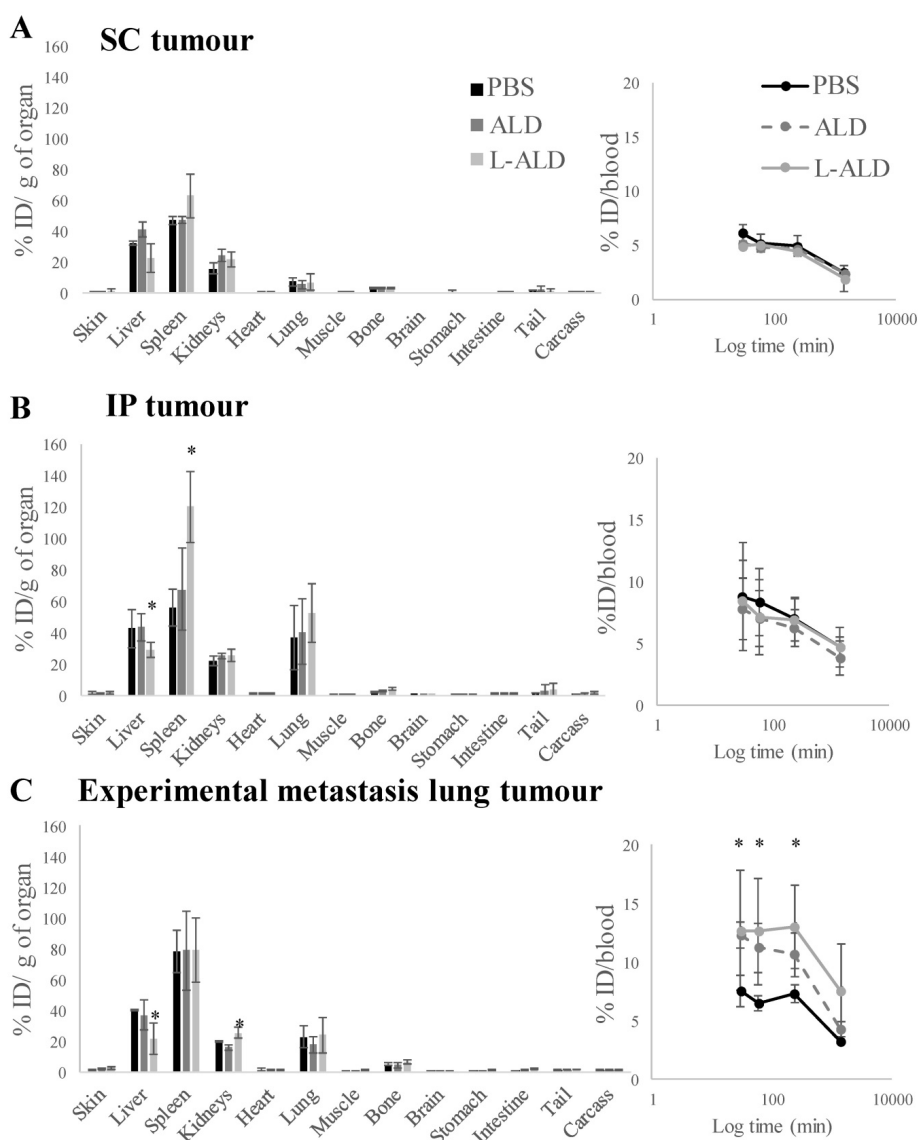 A SC tumour
% ID/ g of organ
160
140
120
100
80
60
40
20
0
Skin
Liver
Spleen
Kidneys
Heart
Lung
Muscle
Bone
Brain
Stomach
Intestine
Tail
Carcass
PBS
ALD
L-ALD
% ID/blood
20
15
10
5
0
1
100
10000
Log time (min)
PBS
ALD
L-ALD
B IP tumour
% ID/g of organ
160
140
120
100
80
60
40
20
0
*
*
Skin
Liver
Spleen
Kidneys
Heart
Lung
Muscle
Bone
Brain
Stomach
Intestine
Tail
Carcass
%ID/blood
20
15
10
5
0
1
100
10000
Log time (min)
C Experimental metastasis lung tumour
% ID/ g of organ
160
140
120
100
80
60
40
20
0
*
*
Skin
Liver
Spleen
Kidneys
Heart
Lung
Muscle
Bone
Brain
Stomach
Intestine
Tail
Carcass
% ID/blood
20
15
10
5
0
* * *
1
100
10000
Log time (min)